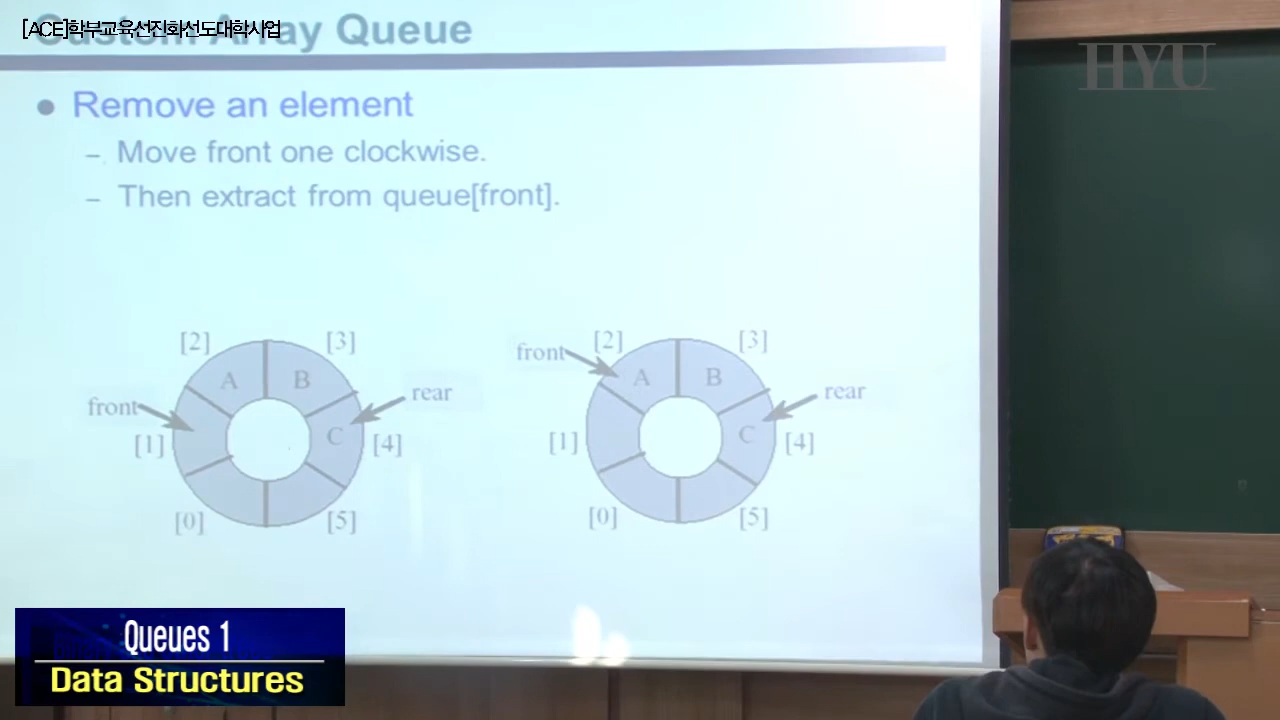 [ACE]학부교육선진화선도대학사업
Custom Array Queue
HYU
● Remove an element
– Move front one clockwise.
– Then extract from queue[front].
[2] [3]
A B
front rear
[1] C [4]
[0] [5]
front [2] [3]
A B
rear
[1] C [4]
[0] [5]
Queues 1
Data Structures